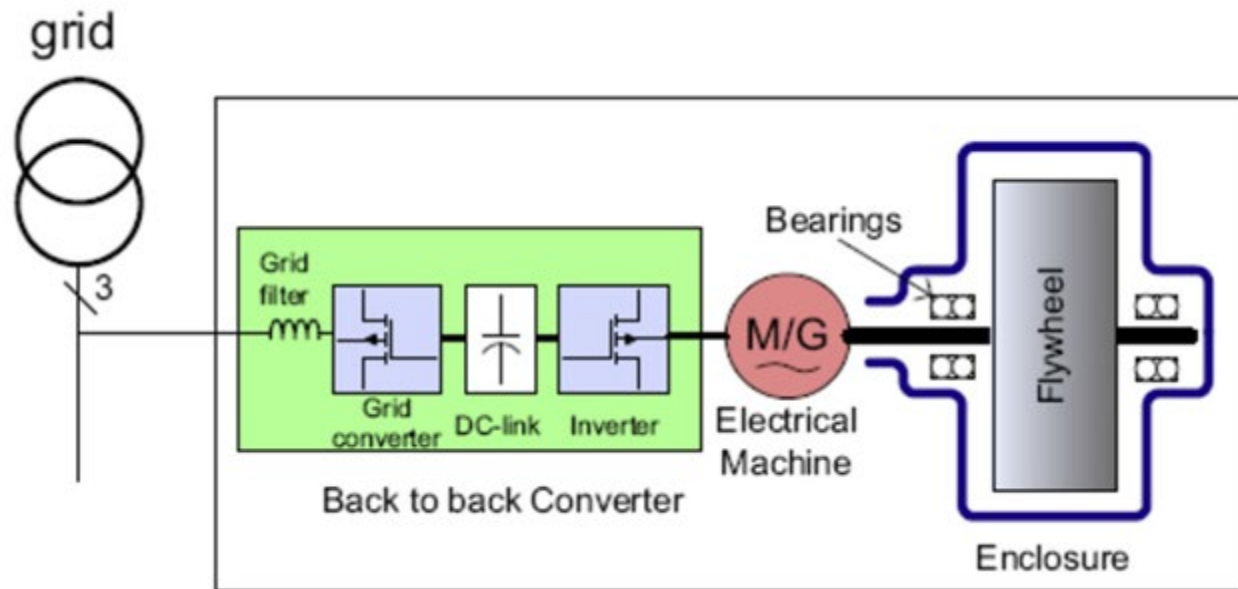 grid
3
Grid
filter
Grid
converter
DC-link
Inverter
Back to back Converter
M/G
Electrical
Machine
Bearings
Flywheel
Enclosure